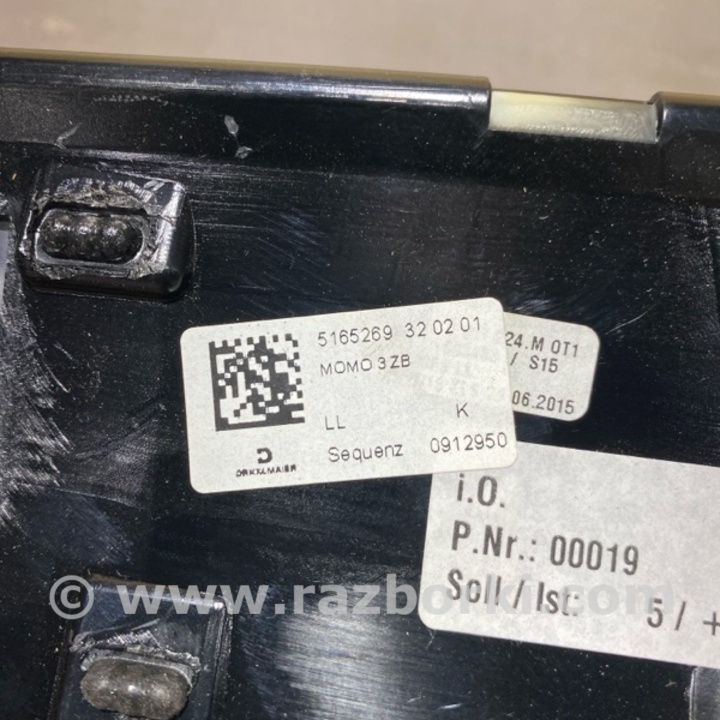 5165269 32 02 01
MOMO 3 ZB
LL K
Sequenz 0912950
DRÄXLMAIER
24.M 0T1
/ S15
06.2015
i.O.
P.Nr.: 00019
Soll / Ist: 5 / +
© www.razborki.com